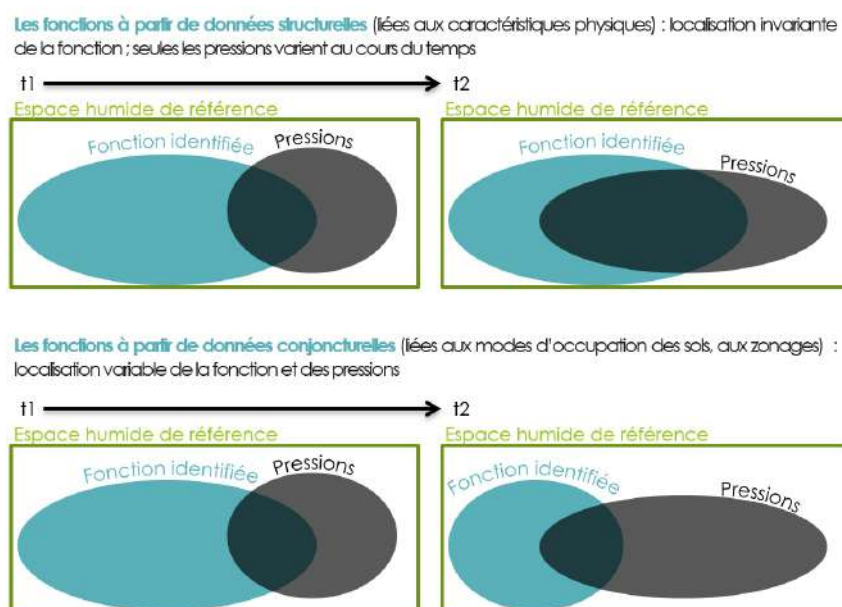 Les fonctions à partir de données structurelles (liées aux caractéristiques physiques) : localisation invariante
de la fonction ; seules les pressions varient au cours du temps
t1 t2
Espace humide de référence Espace humide de référence
Fonction identifiée Pressions Fonction identifiée Pressions
Les fonctions à partir de données conjoncturelles (liées aux modes d'occupation des sols, aux zonages) :
localisation variable de la fonction et des pressions
t1 t2
Espace humide de référence Espace humide de référence
Fonction identifiée Pressions Fonction identifiée Pressions